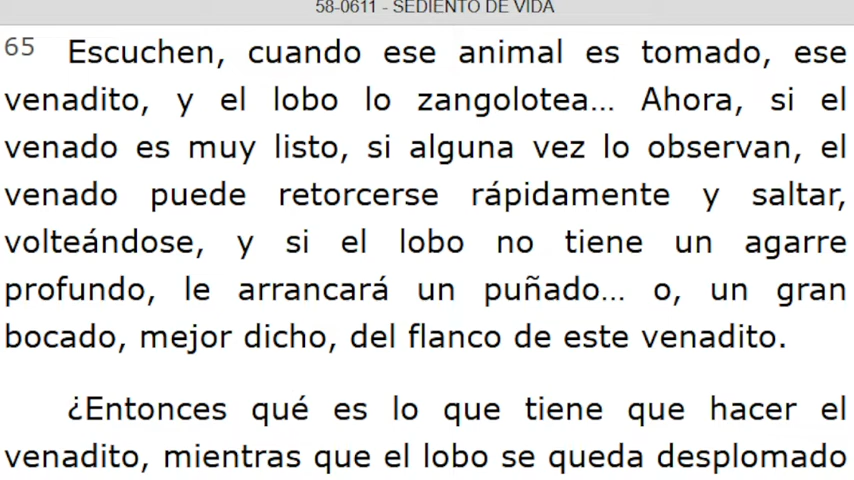 58-0611 - SEDIENTO DE VIDA
65 Escuchen, cuando ese animal es tomado, ese
venadito, y el lobo lo zangolotea... Ahora, si el
venado es muy listo, si alguna vez lo observan, el
venado puede retorcerse rápidamente y saltar,
volteándose, y si el lobo no tiene un agarre
profundo, le arrancará un puñado... o, un gran
bocado, mejor dicho, del flanco de este venadito.
¿Entonces qué es lo que tiene que hacer el
venadito, mientras que el lobo se queda desplomado